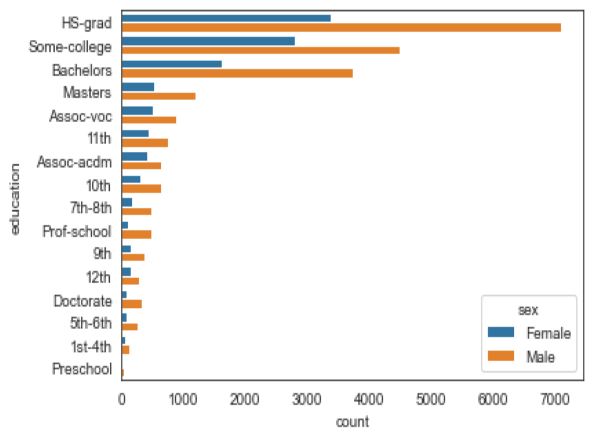 HS-grad
Some-college
Bachelors
Masters
Assoc-voc
11th
Assoc-acdm
10th
7th-8th
Prof-school
9th
12th
Doctorate
5th-6th
1st-4th
Preschool
education
sex
Female
Male
0 1000 2000 3000 4000 5000 6000 7000
count